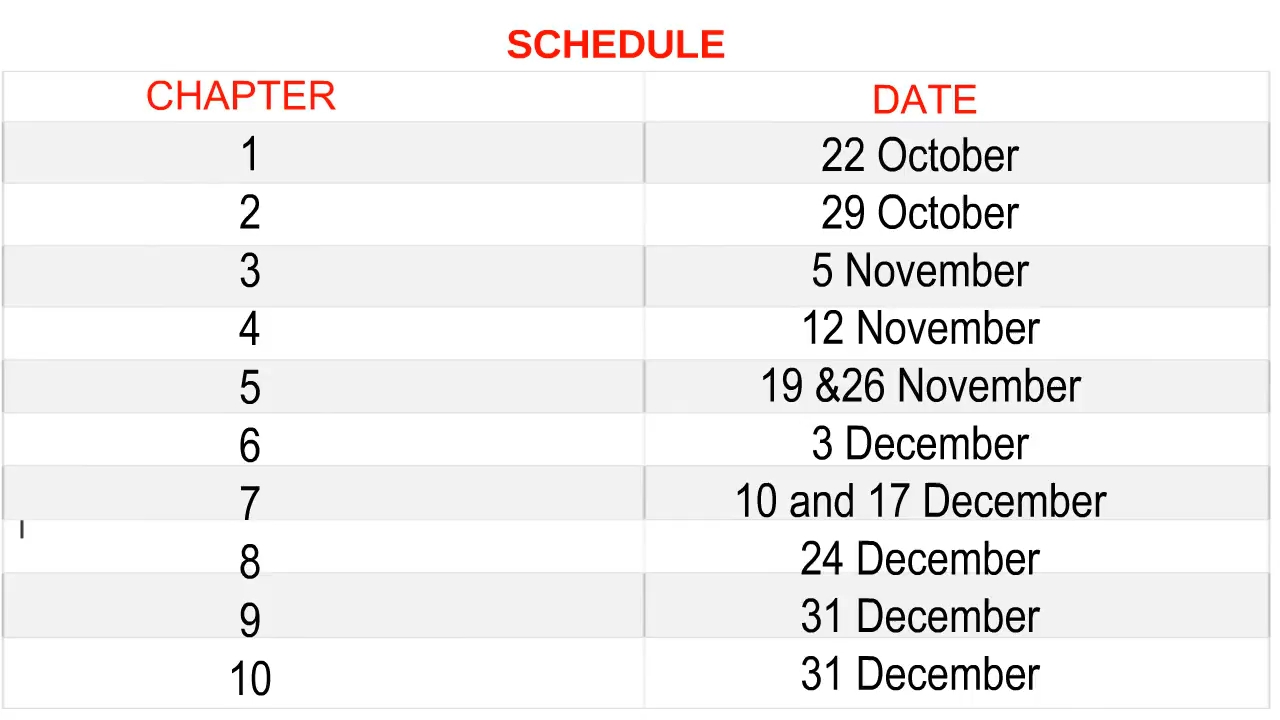 SCHEDULE
CHAPTER DATE
1 22 October
2 29 October
3 5 November
4 12 November
5 19 &26 November
6 3 December
7 10 and 17 December
8 24 December
9 31 December
10 31 December